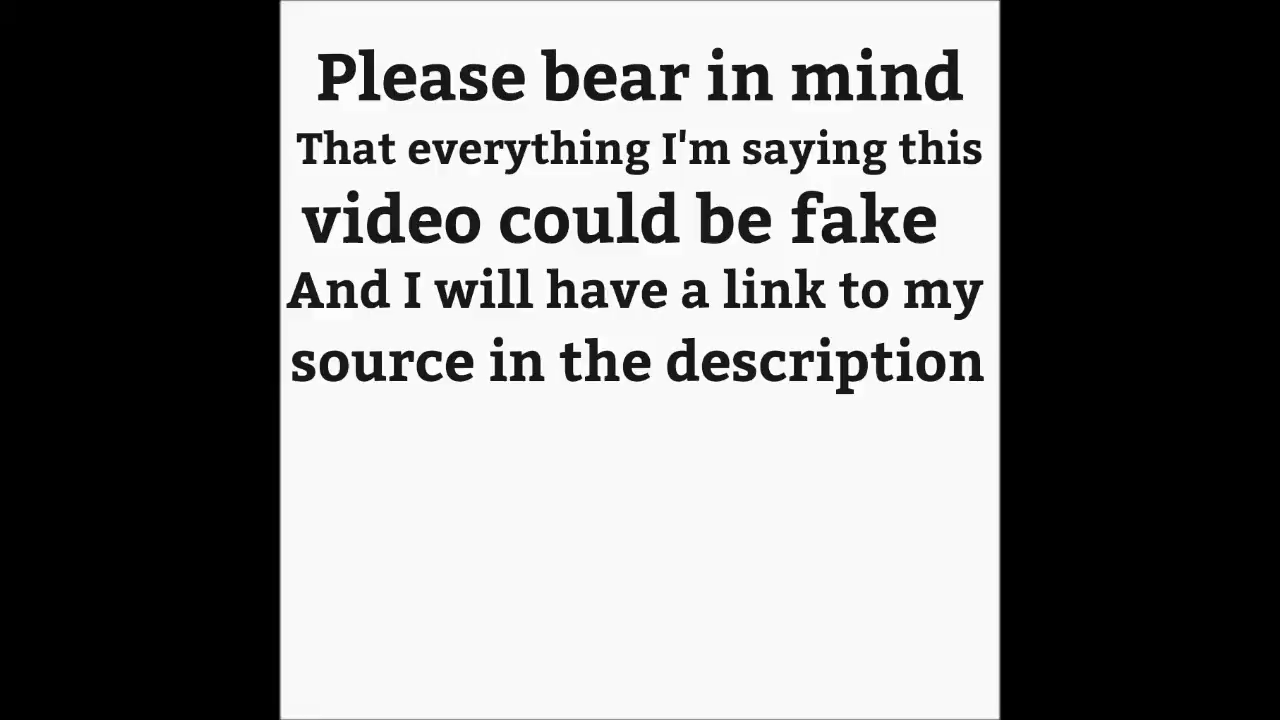 Please bear in mind
That everything I'm saying this
video could be fake
And I will have a link to my
source in the description